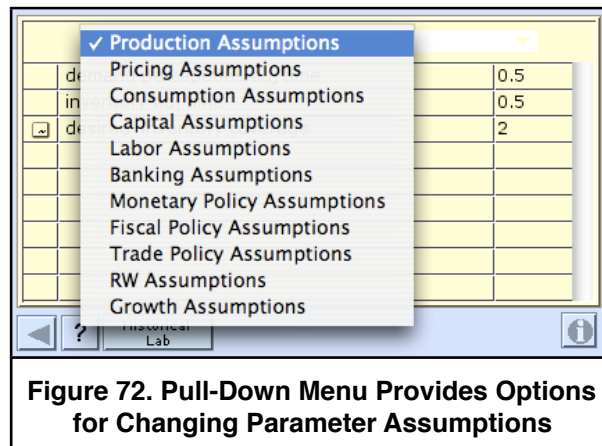 ✓ Production Assumptions
Pricing Assumptions
0.5
Consumption Assumptions
0.5
Capital Assumptions
2
Labor Assumptions
Banking Assumptions
Monetary Policy Assumptions
Fiscal Policy Assumptions
Trade Policy Assumptions
RW Assumptions
Growth Assumptions
?
Lab
Figure 72. Pull-Down Menu Provides Options
for Changing Parameter Assumptions